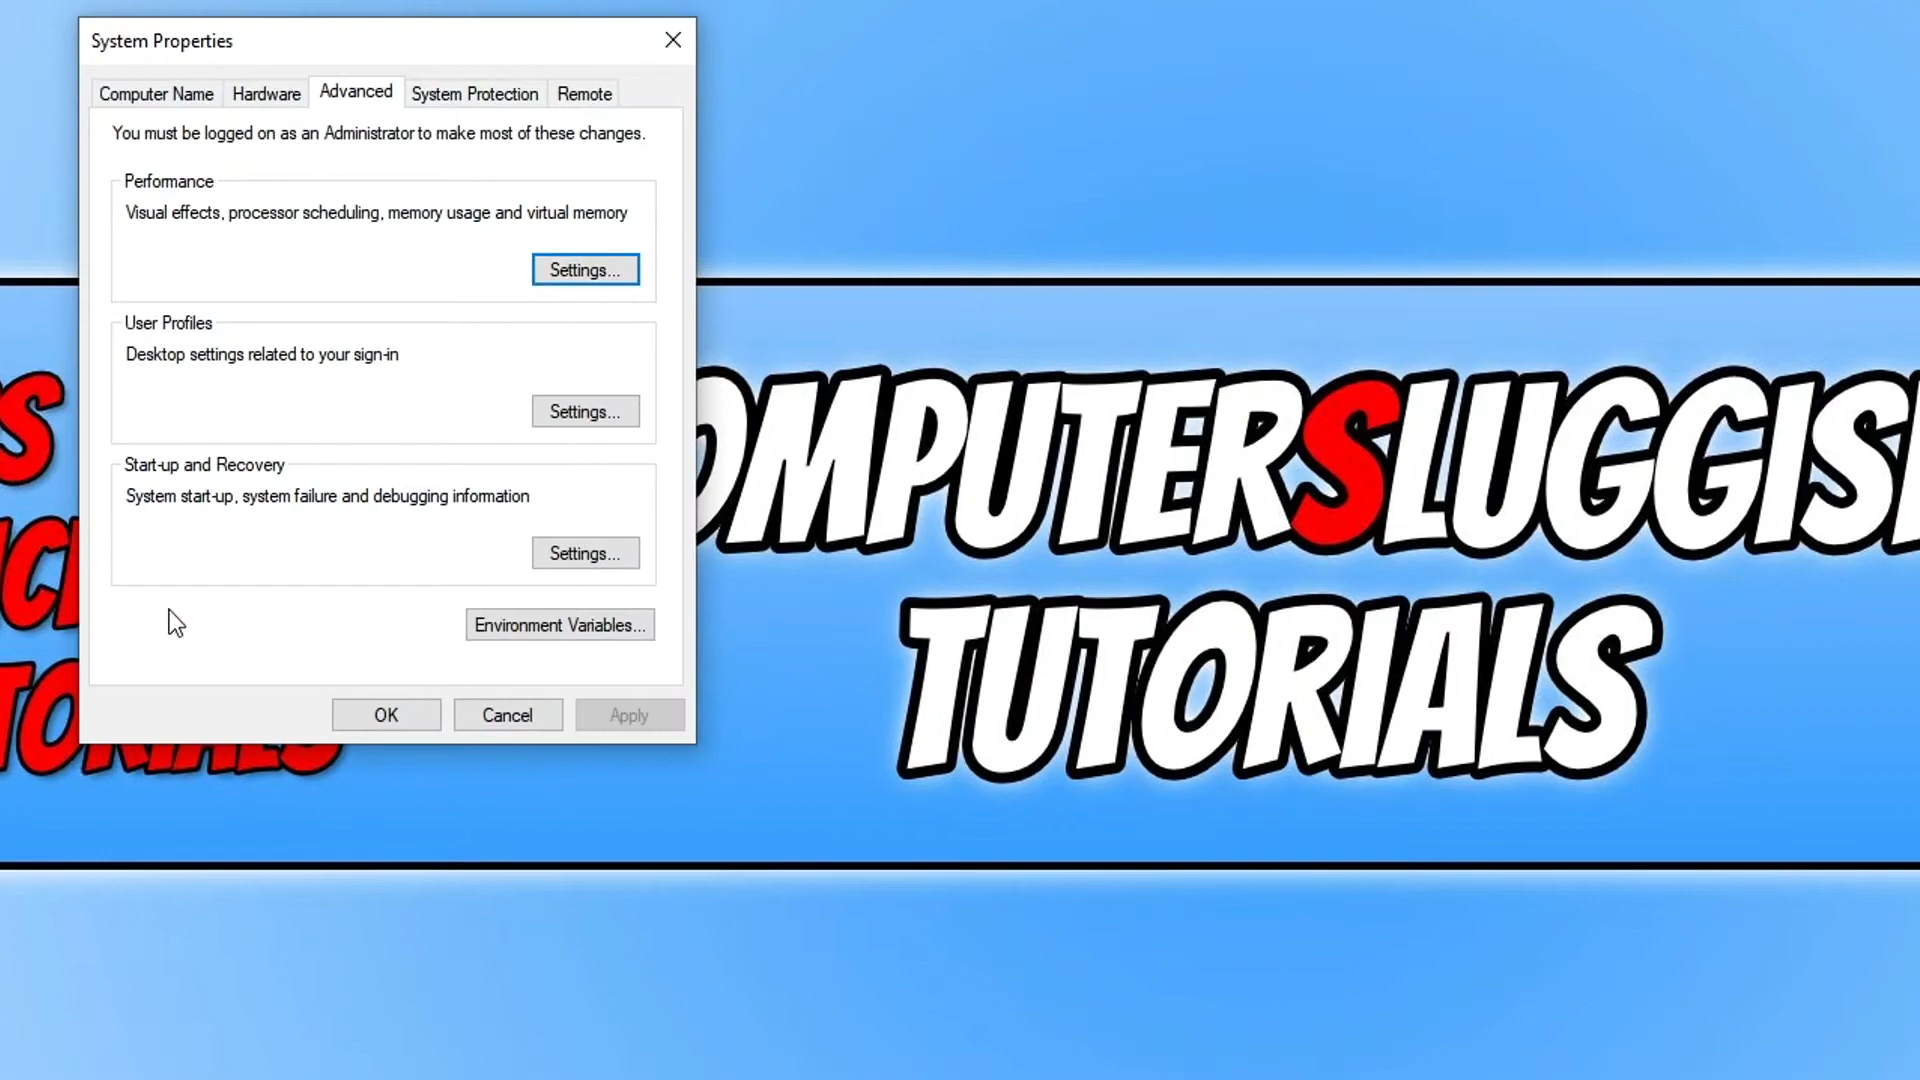 System Properties
Computer Name Hardware Advanced System Protection Remote
You must be logged on as an Administrator to make most of these changes.
Performance
Visual effects, processor scheduling, memory usage and virtual memory
Settings...
User Profiles
Desktop settings related to your sign-in
Settings...
Start-up and Recovery
System start-up, system failure and debugging information
Settings...
Environment Variables...
OK Cancel Apply
OMPUTERSLUGGIS
TUTORIALS